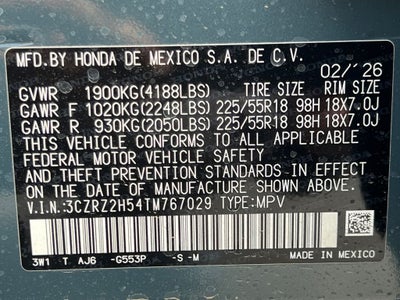 MFD.BY HONDA DE MEXICO S.A. DE C.V.
02/'26
GVWR 1900KG(4188LBS) TIRE SIZE RIM SIZE
GAWR F 1020KG(2248LBS) 225/55R18 98H 18X7.0J
GAWR R 930KG(2050LBS) 225/55R18 98H 18X7.0J
THIS VEHICLE CONFORMS TO ALL APPLICABLE
FEDERAL MOTOR VEHICLE SAFETY, BUMPER,
AND THEFT PREVENTION STANDARDS IN EFFECT
ON THE DATE OF MANUFACTURE SHOWN ABOVE.
V.I.N.:3CZRZ2H54TM767029 TYPE:MPV
3W1 T AJ6 -G553P -S -M
MADE IN MEXICO